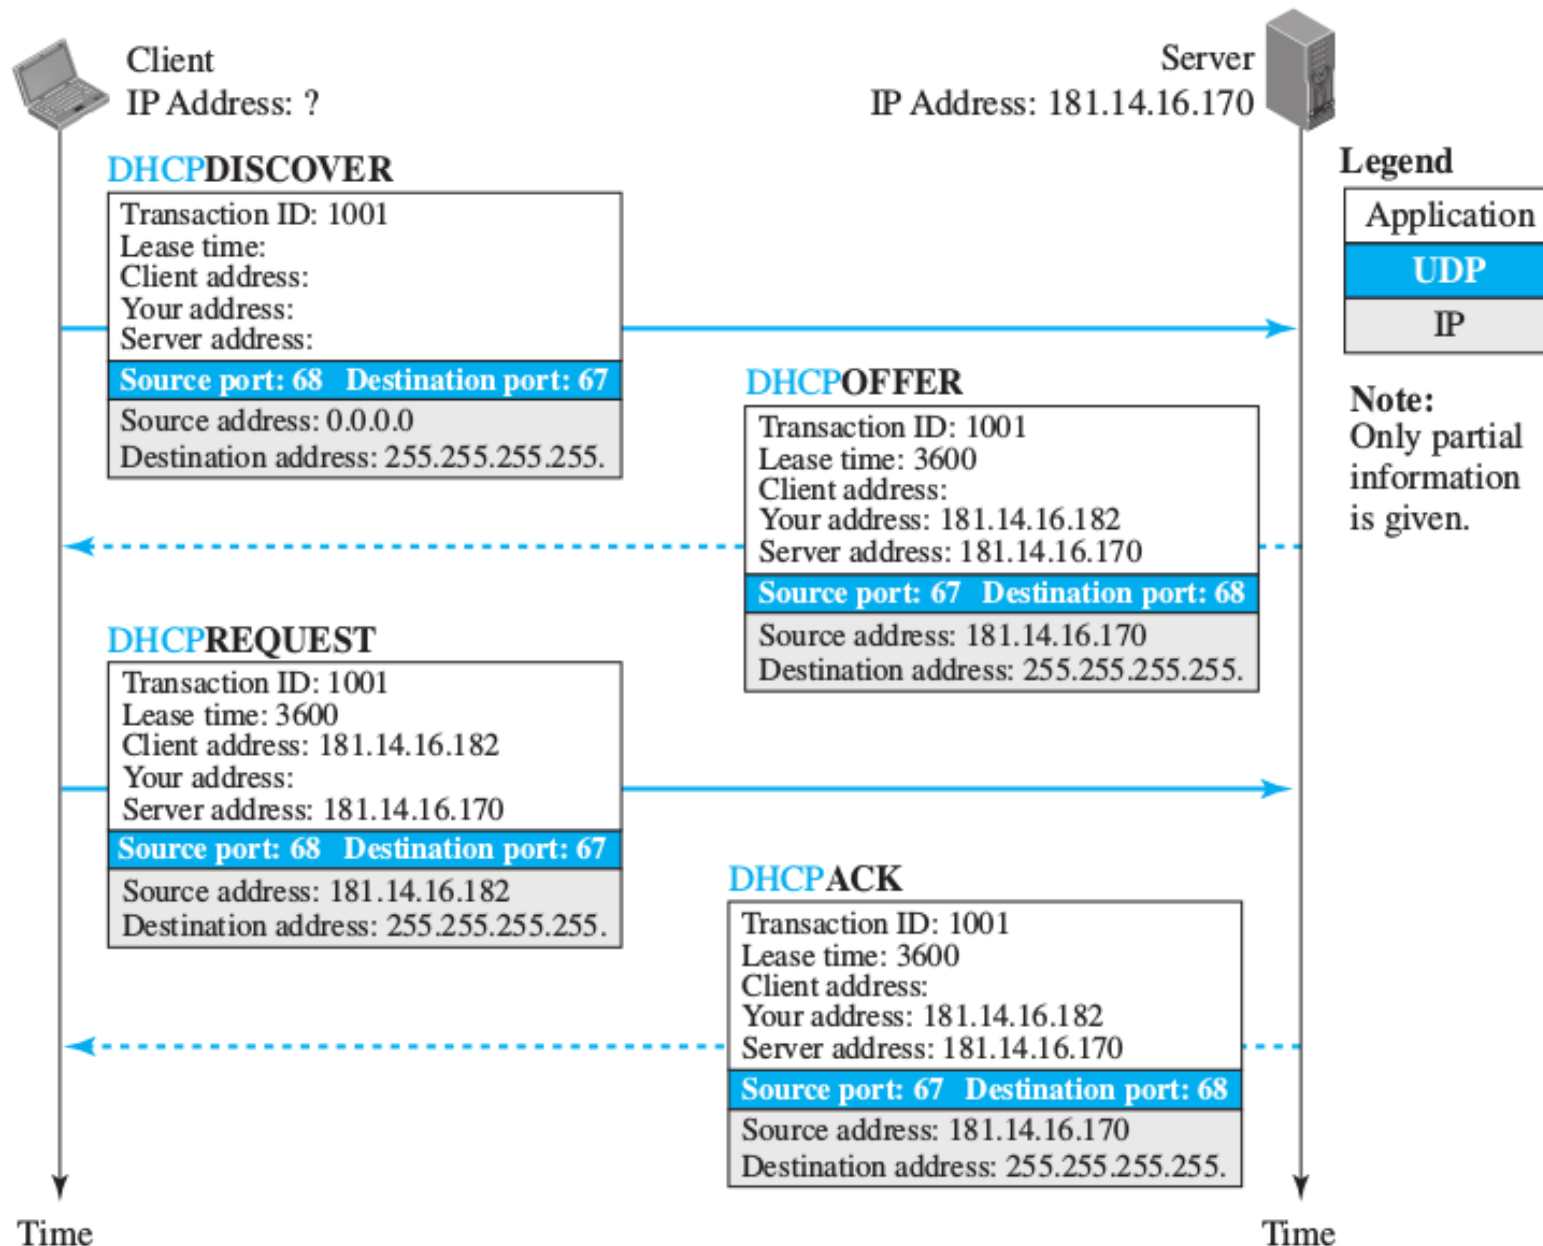 Client
IP Address: ?
Server
IP Address: 181.14.16.170
DHCPDISCOVER
Transaction ID: 1001
Lease time:
Client address:
Your address:
Server address:
Source port: 68 Destination port: 67
Source address: 0.0.0.0
Destination address: 255.255.255.255.
Legend
Application
UDP
IP
Note:
Only partial
information
is given.
DHCPOFFER
Transaction ID: 1001
Lease time: 3600
Client address:
Your address: 181.14.16.182
Server address: 181.14.16.170
Source port: 67 Destination port: 68
Source address: 181.14.16.170
Destination address: 255.255.255.255.
DHCPREQUEST
Transaction ID: 1001
Lease time: 3600
Client address: 181.14.16.182
Your address:
Server address: 181.14.16.170
Source port: 68 Destination port: 67
Source address: 181.14.16.182
Destination address: 255.255.255.255.
DHCPACK
Transaction ID: 1001
Lease time: 3600
Client address:
Your address: 181.14.16.182
Server address: 181.14.16.170
Source port: 67 Destination port: 68
Source address: 181.14.16.170
Destination address: 255.255.255.255.
Time
Time